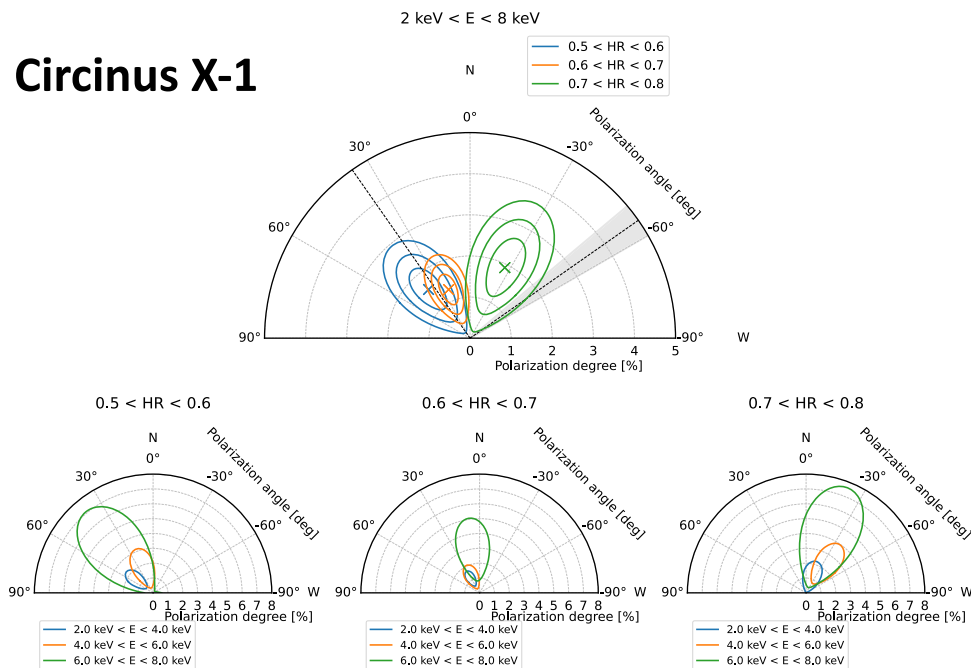 2 keV < E < 8 keV
Circinus X-1
0.5 < HR < 0.6
0.6 < HR < 0.7
0.7 < HR < 0.8
N
0°
30°
-30°
60°
-60°
90°
-90°
W
Polarization angle [deg]
0 1 2 3 4 5
Polarization degree [%]
0.5 < HR < 0.6
N
0°
30°
-30°
60°
-60°
90°
-90° W
Polarization angle [deg]
0 1 2 3 4 5 6 7 8
Polarization degree [%]
2.0 keV < E < 4.0 keV
4.0 keV < E < 6.0 keV
6.0 keV < E < 8.0 keV
0.6 < HR < 0.7
N
0°
30°
-30°
60°
-60°
90°
-90° W
Polarization angle [deg]
0 1 2 3 4 5 6 7 8
Polarization degree [%]
2.0 keV < E < 4.0 keV
4.0 keV < E < 6.0 keV
6.0 keV < E < 8.0 keV
0.7 < HR < 0.8
N
0°
30°
-30°
60°
-60°
90°
-90° W
Polarization angle [deg]
0 1 2 3 4 5 6 7 8
Polarization degree [%]
2.0 keV < E < 4.0 keV
4.0 keV < E < 6.0 keV
6.0 keV < E < 8.0 keV